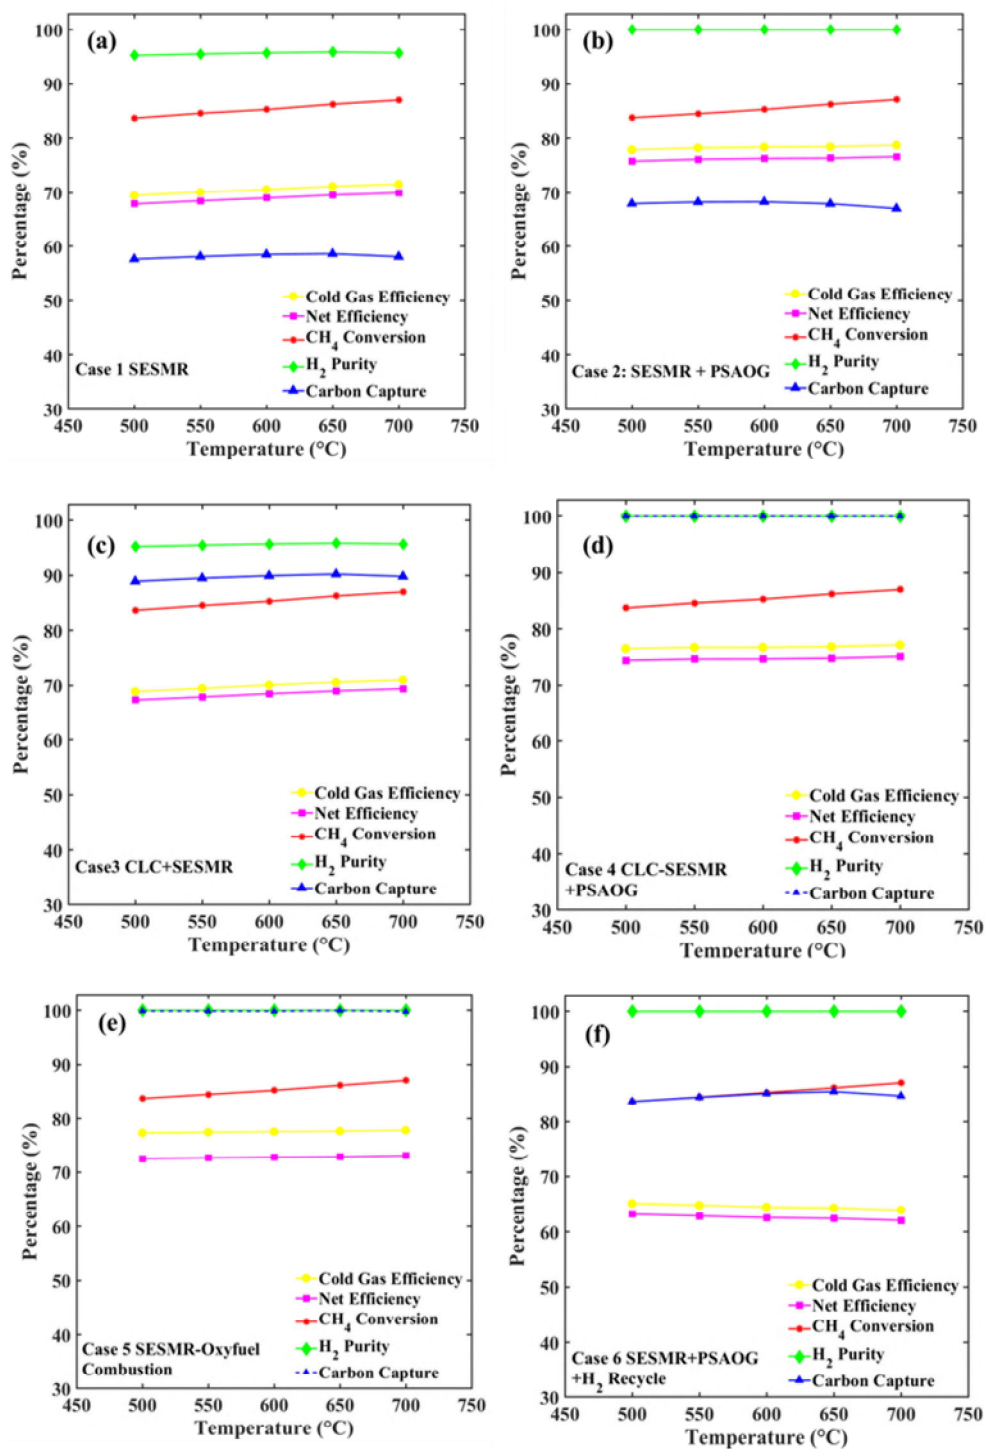 (a)
Percentage (%)
100
90
80
70
60
50
40
30
Cold Gas Efficiency
Net Efficiency
CH4 Conversion
H2 Purity
Carbon Capture
Case 1 SESMR
450 500 550 600 650 700 750
Temperature (°C)
(b)
Percentage (%)
100
90
80
70
60
50
40
30
Cold Gas Efficiency
Net Efficiency
CH4 Conversion
H2 Purity
Carbon Capture
Case 2: SESMR + PSAOG
450 500 550 600 650 700 750
Temperature (°C)
(c)
Percentage (%)
100
90
80
70
60
50
40
30
Cold Gas Efficiency
Net Efficiency
CH4 Conversion
H2 Purity
Carbon Capture
Case3 CLC+SESMR
450 500 550 600 650 700 750
Temperature (°C)
(d)
Percentage (%)
100
90
80
70
60
50
40
30
Cold Gas Efficiency
Net Efficiency
CH4 Conversion
H2 Purity
Carbon Capture
Case 4 CLC-SESMR
+PSAOG
450 500 550 600 650 700 750
Temperature (°C)
(e)
Percentage (%)
100
90
80
70
60
50
40
30
Cold Gas Efficiency
Net Efficiency
CH4 Conversion
H2 Purity
Carbon Capture
Case 5 SESMR-Oxyfuel
Combustion
450 500 550 600 650 700 750
Temperature (°C)
(f)
Percentage (%)
100
90
80
70
60
50
40
30
Cold Gas Efficiency
Net Efficiency
CH4 Conversion
H2 Purity
Carbon Capture
Case 6 SESMR+PSAOG
+H2 Recycle
450 500 550 600 650 700 750
Temperature (°C)